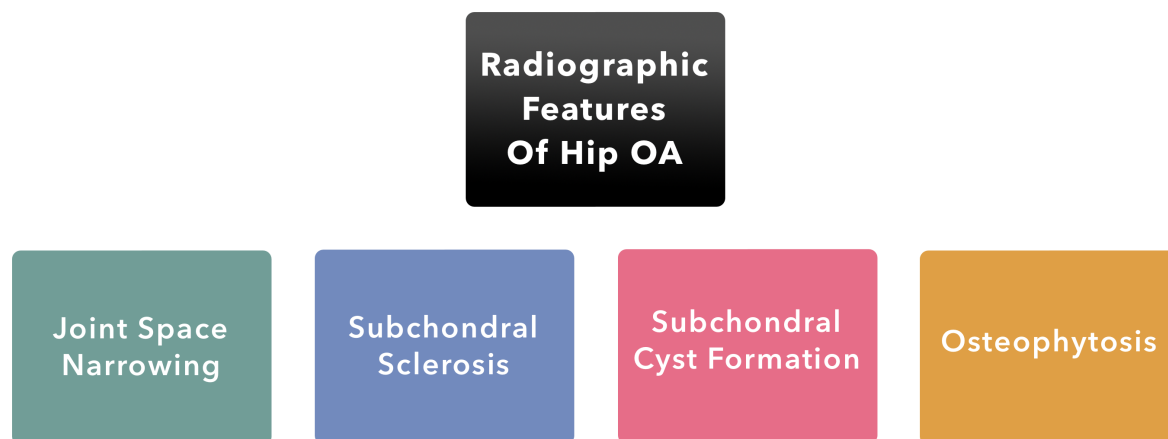 Radiographic
Features
Of Hip OA
Joint Space
Narrowing
Subchondral
Sclerosis
Subchondral
Cyst Formation
Osteophytosis